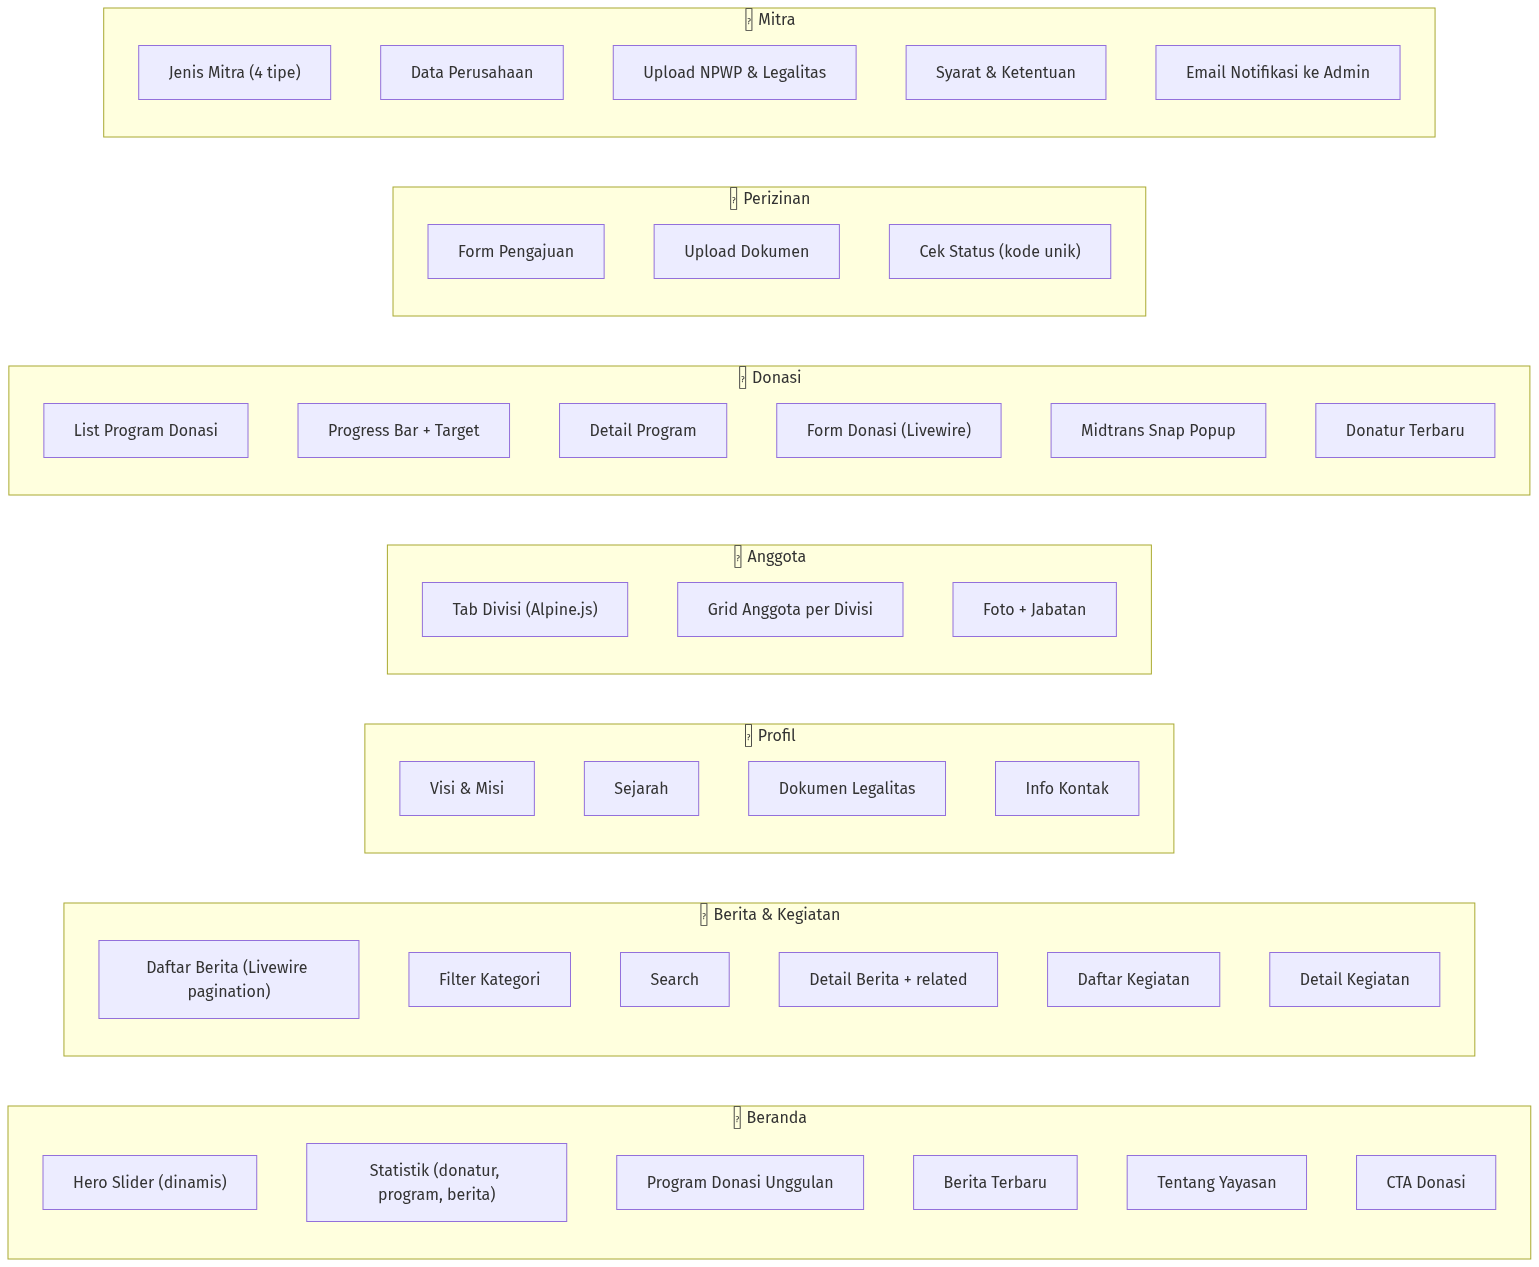 Mitra
Jenis Mitra (4 tipe)
Data Perusahaan
Upload NPWP & Legalitas
Syarat & Ketentuan
Email Notifikasi ke Admin
Perizinan
Form Pengajuan
Upload Dokumen
Cek Status (kode unik)
Donasi
List Program Donasi
Progress Bar + Target
Detail Program
Form Donasi (Livewire)
Midtrans Snap Popup
Donatur Terbaru
Anggota
Tab Divisi (Alpine.js)
Grid Anggota per Divisi
Foto + Jabatan
Profil
Visi & Misi
Sejarah
Dokumen Legalitas
Info Kontak
Berita & Kegiatan
Daftar Berita (Livewire
pagination)
Filter Kategori
Search
Detail Berita + related
Daftar Kegiatan
Detail Kegiatan
Beranda
Hero Slider (dinamis)
Statistik (donatur,
program, berita)
Program Donasi Unggulan
Berita Terbaru
Tentang Yayasan
CTA Donasi